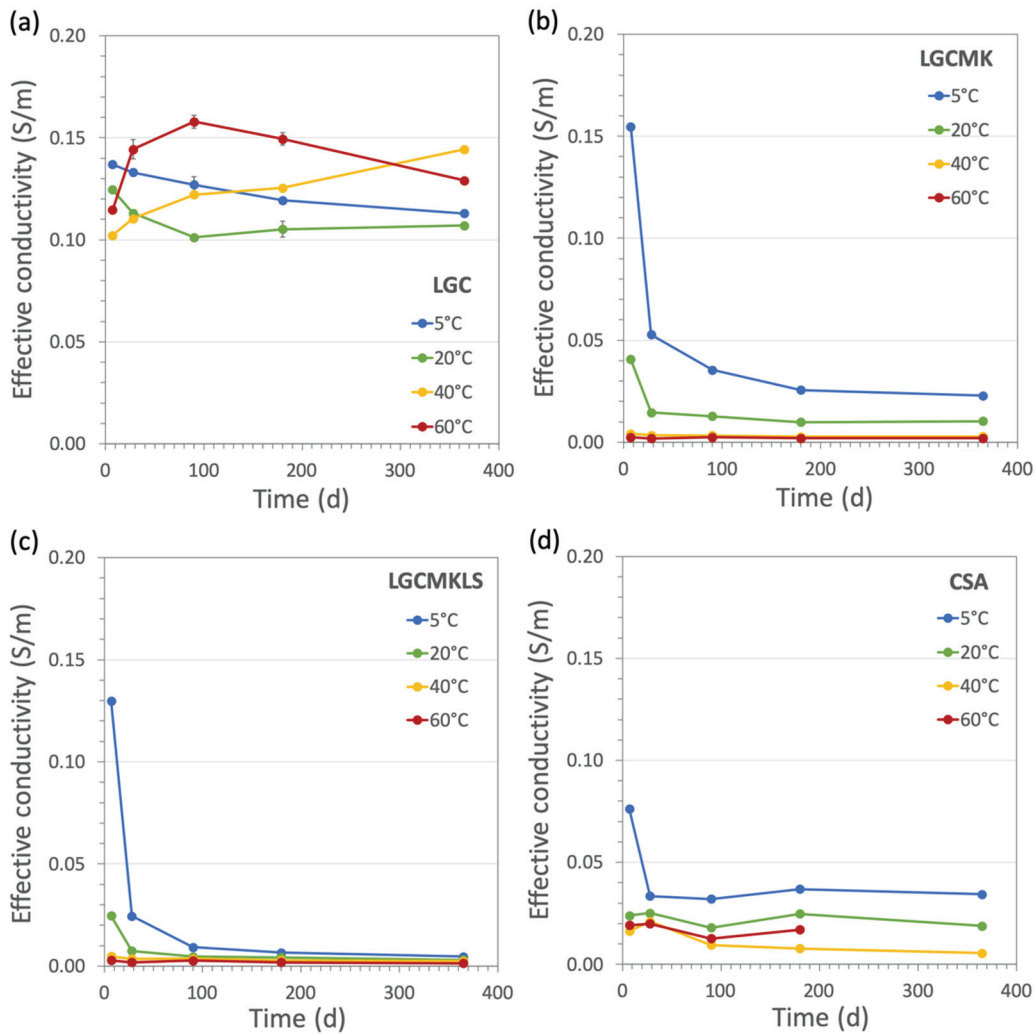 (a)
Effective conductivity (S/m)
0.20
0.15
0.10
0.05
0.00
LGC
5°C
20°C
40°C
60°C
0 100 200 300 400
Time (d)
(b)
Effective conductivity (S/m)
0.20
0.15
0.10
0.05
0.00
LGCMK
5°C
20°C
40°C
60°C
0 100 200 300 400
Time (d)
(c)
Effective conductivity (S/m)
0.20
0.15
0.10
0.05
0.00
LGCMKLS
5°C
20°C
40°C
60°C
0 100 200 300 400
Time (d)
(d)
Effective conductivity (S/m)
0.20
0.15
0.10
0.05
0.00
CSA
5°C
20°C
40°C
60°C
0 100 200 300 400
Time (d)